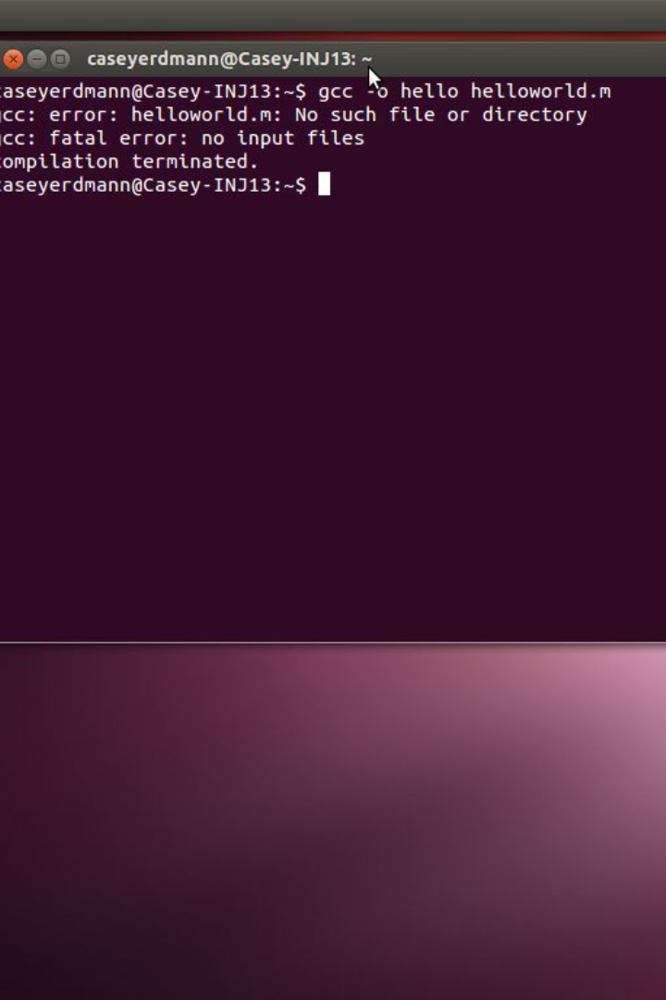 caseyerdmann@Casey-INJ13: ~
caseyerdmann@Casey-INJ13:~$ gcc -o hello helloworld.m
gcc: error: helloworld.m: No such file or directory
gcc: fatal error: no input files
compilation terminated.
caseyerdmann@Casey-INJ13:~$